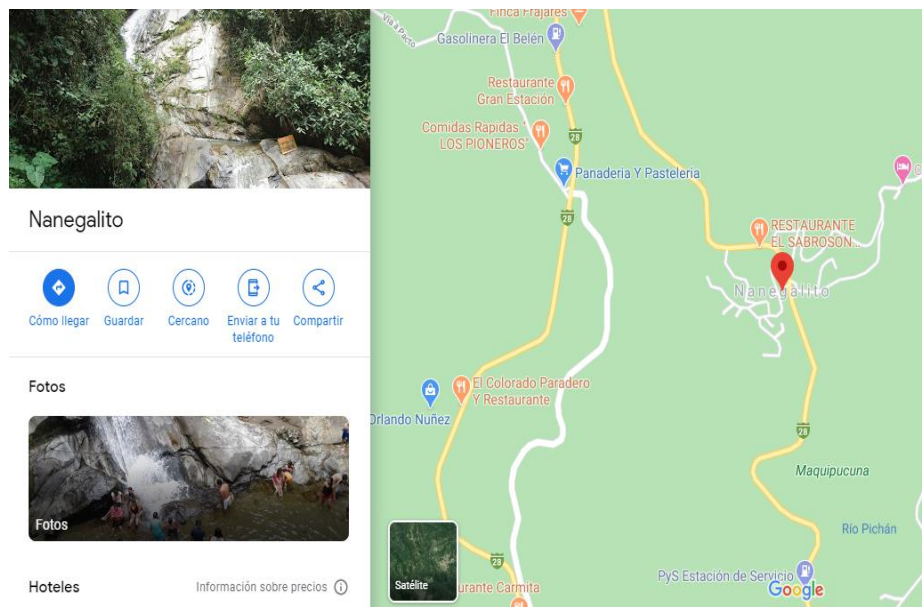 Nanegalito
Cómo llegar
Guardar
Cercano
Enviar a tu
teléfono
Compartir
Fotos
Fotos
Hoteles
Información sobre precios
Vía a Pacto
Finca Frajares
Gasolinera El Belén
Restaurante
Gran Estación
28
Comidas Rapidas "
LOS PIONEROS"
Panaderia Y Pasteleria
28
RESTAURANTE
EL SABROSON...
Nanegalito
El Colorado Paradero
Y Restaurante
Orlando Nuñez
28
Maquipucuna
Río Pichán
Satélite
28
urante Carmita
PyS Estación de Servicio
Google